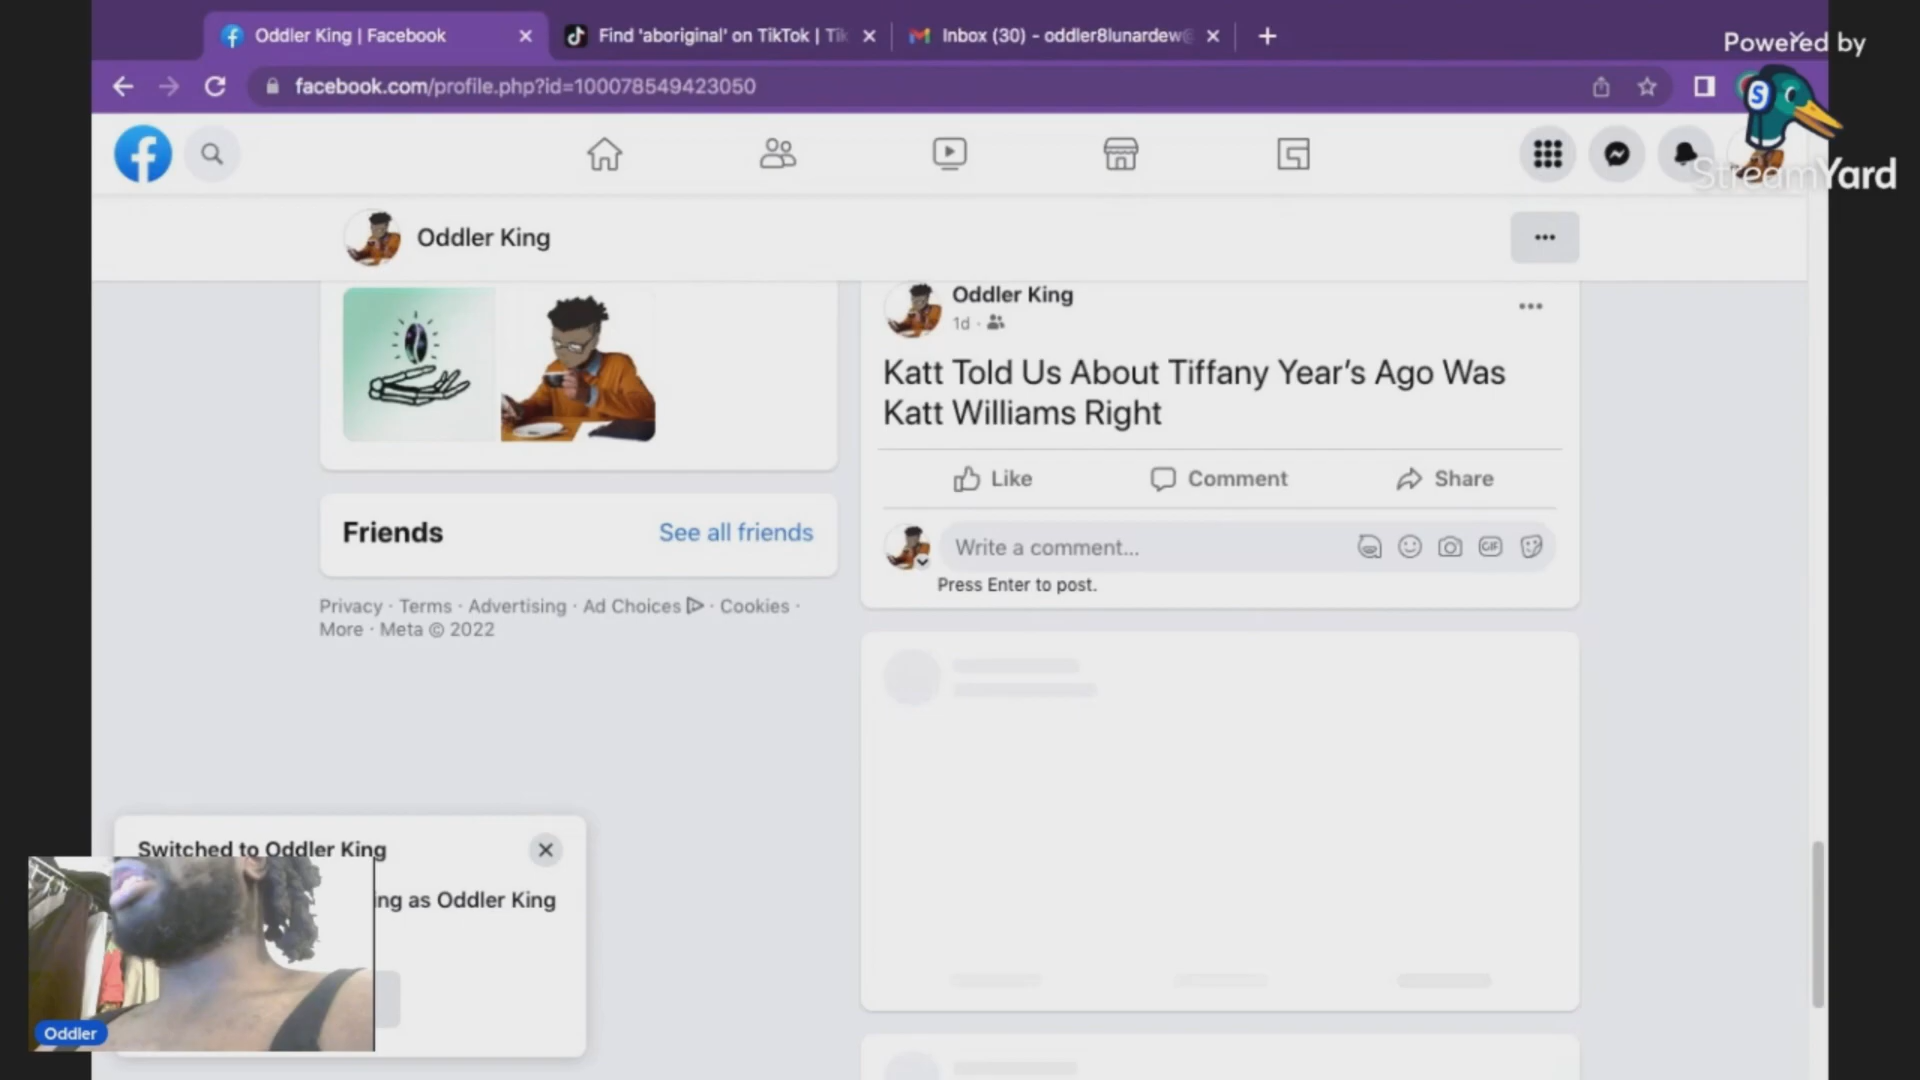 Oddler King | Facebook
Find 'aboriginal' on TikTok | Tik
Inbox (30) - oddler8lunardew@
Powered by
facebook.com/profile.php?id=100078549423050
StreamYard
Oddler King
Oddler King
1d ·
Katt Told Us About Tiffany Year's Ago Was
Katt Williams Right
Like
Comment
Share
Friends
See all friends
Write a comment...
GIF
Press Enter to post.
Privacy · Terms · Advertising · Ad Choices · Cookies ·
More · Meta © 2022
Switched to Oddler King
ing as Oddler King
Oddler